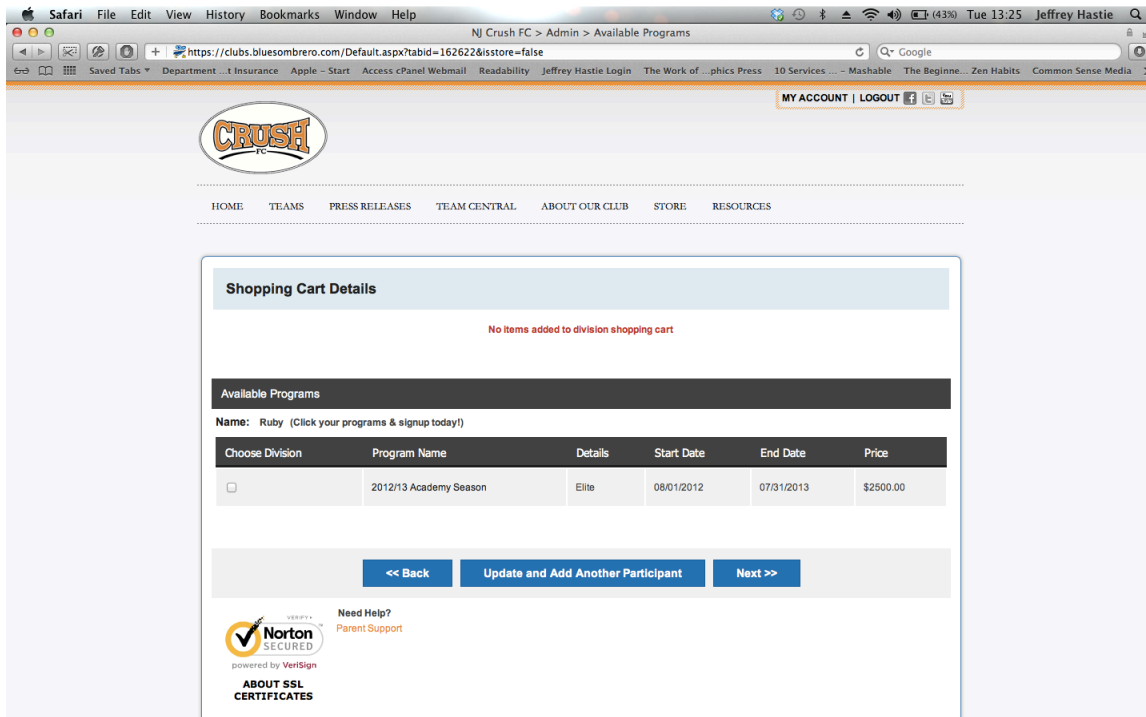 Safari File Edit View History Bookmarks Window Help (43%) Tue 13:25 Jeffrey Hastie
NJ Crush FC > Admin > Available Programs
https://clubs.bluesombrero.com/Default.aspx?tabid=162622&isstore=false Google
Saved Tabs Department ...t Insurance Apple – Start Access cPanel Webmail Readability Jeffrey Hastie Login The Work of ...phics Press 10 Services ... – Mashable The Beginne... Zen Habits Common Sense Media
MY ACCOUNT | LOGOUT
CRUSH
FC
HOME TEAMS PRESS RELEASES TEAM CENTRAL ABOUT OUR CLUB STORE RESOURCES
Shopping Cart Details
No items added to division shopping cart
Available Programs
Name: Ruby (Click your programs & signup today!)
Choose Division Program Name Details Start Date End Date Price
2012/13 Academy Season Elite 08/01/2012 07/31/2013 $2500.00
<< Back Update and Add Another Participant Next >>
Need Help?
Parent Support
VERIFY
Norton
SECURED
powered by VeriSign
ABOUT SSL
CERTIFICATES